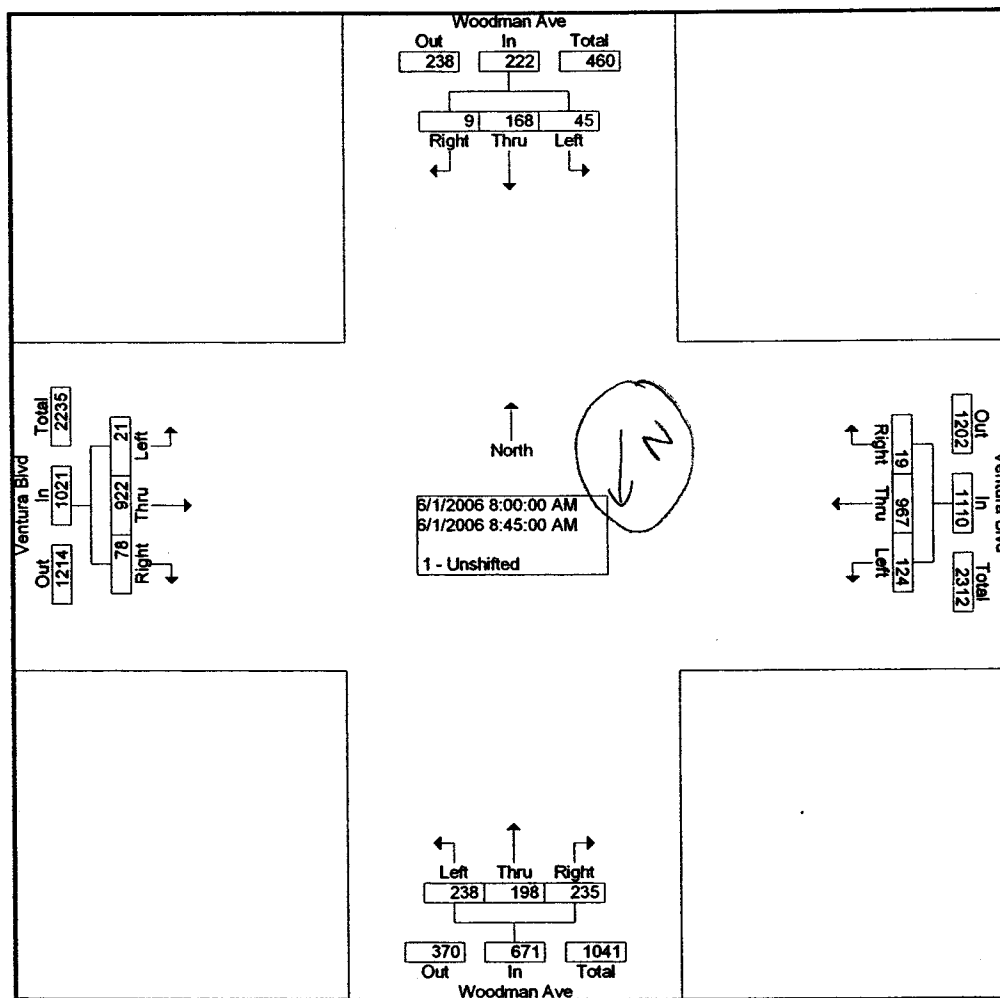 Woodman Ave
Out In Total
238 222 460
9 168 45
Right Thru Left
Ventura Blvd
Total In Out
2235 1021 1214
21 922 78
Left Thru Right
North
N
6/1/2006 8:00:00 AM
6/1/2006 8:45:00 AM
1 - Unshifted
Right Thru Left
19 967 124
Out In Total
1202 1110 2312
Ventura Blvd
Left Thru Right
238 198 235
370 671 1041
Out In Total
Woodman Ave